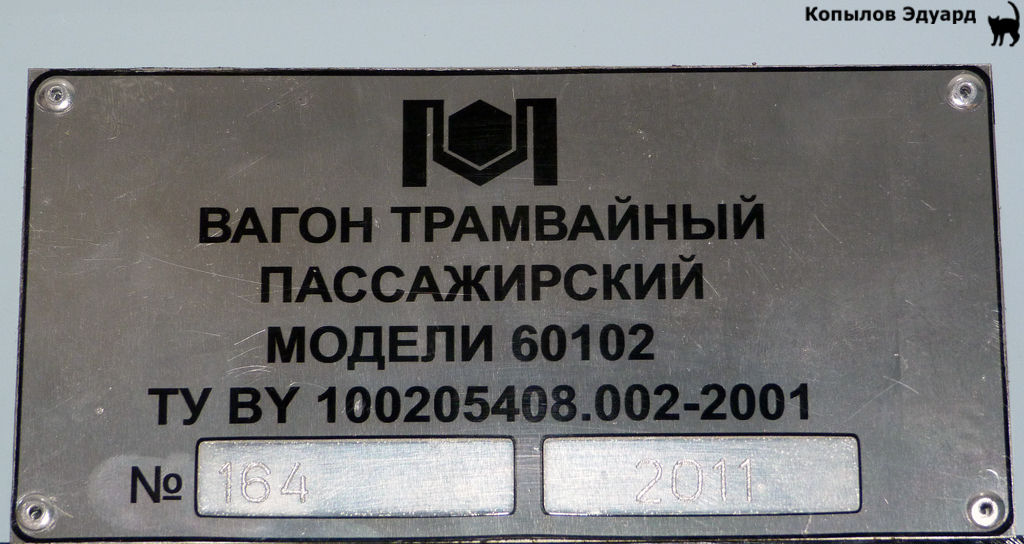 Копылов Эдуард
ВАГОН ТРАМВАЙНЫЙ
ПАССАЖИРСКИЙ
МОДЕЛИ 60102
ТУ BY 100205408.002-2001
№ 164 2011